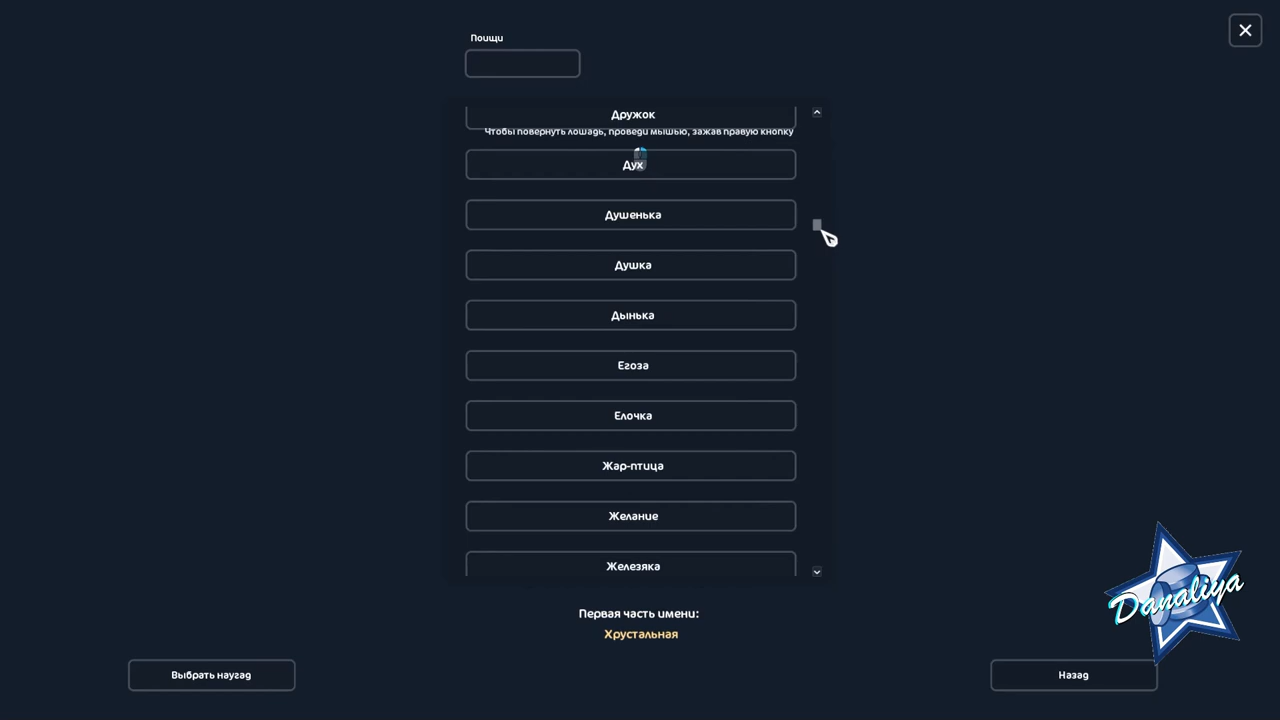 Поищи
Дружок
Чтобы повернуть лошадь, проведи мышью, зажав правую кнопку
Дух
Душенька
Душка
Дынька
Егоза
Елочка
Жар-птица
Желание
Железяка
Первая часть имени:
Хрустальная
Выбрать наугад
Назад
Danaliya